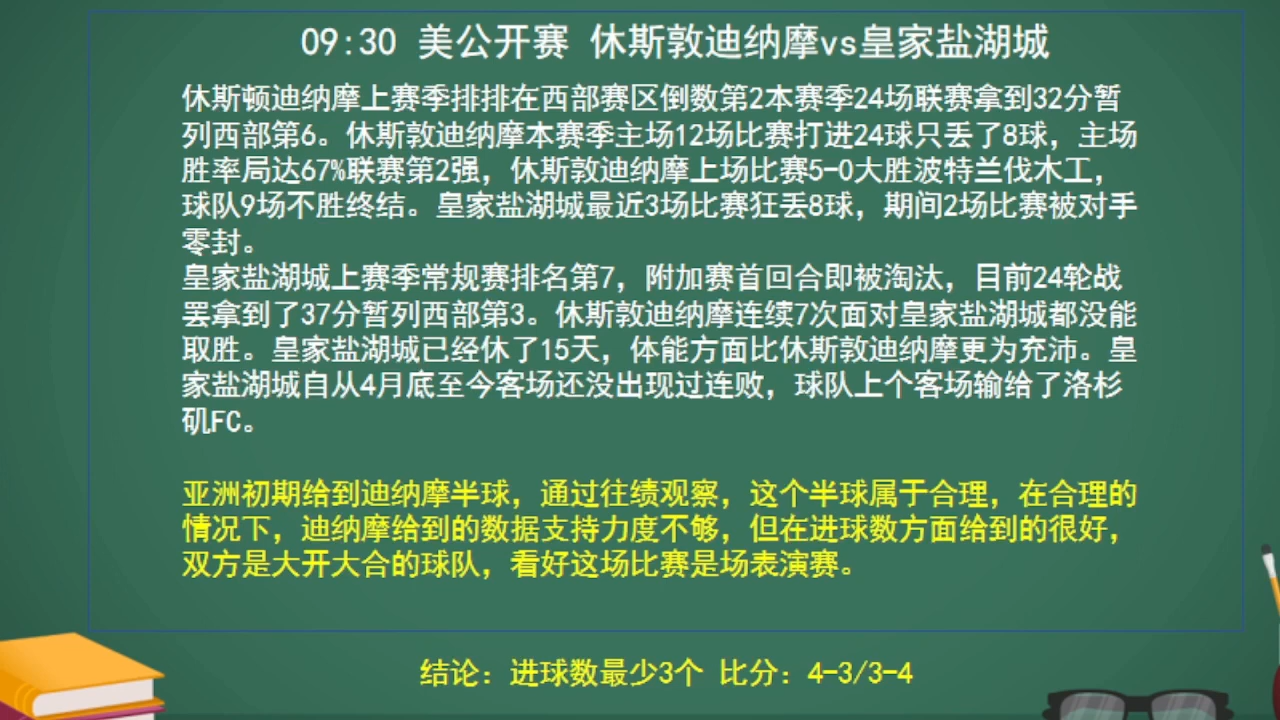 09:30 美公开赛 休斯敦迪纳摩vs皇家盐湖城
休斯顿迪纳摩上赛季排排在西部赛区倒数第2本赛季24场联赛拿到32分暂
列西部第6。休斯敦迪纳摩本赛季主场12场比赛打进24球只丢了8球，主场
胜率局达67%联赛第2强，休斯敦迪纳摩上场比赛5-0大胜波特兰伐木工，
球队9场不胜终结。皇家盐湖城最近3场比赛狂丢8球，期间2场比赛被对手
零封。
皇家盐湖城上赛季常规赛排名第7，附加赛首回合即被淘汰，目前24轮战
罢拿到了37分暂列西部第3。休斯敦迪纳摩连续7次面对皇家盐湖城都没能
取胜。皇家盐湖城已经休了15天，体能方面比休斯敦迪纳摩更为充沛。皇
家盐湖城自从4月底至今客场还没出现过连败，球队上个客场输给了洛杉
矶FC。
亚洲初期给到迪纳摩半球，通过往绩观察，这个半球属于合理，在合理的
情况下，迪纳摩给到的数据支持力度不够，但在进球数方面给到的很好，
双方是大开大合的球队，看好这场比赛是场表演赛。
结论：进球数最少3个 比分：4-3/3-4